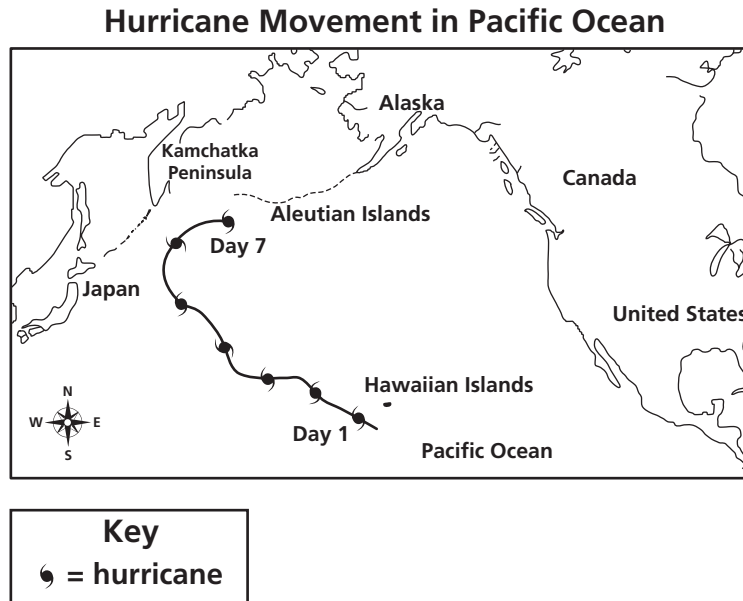 Hurricane Movement in Pacific Ocean
Alaska
Kamchatka
Peninsula
Canada
Aleutian Islands
Day 7
Japan
United States
Hawaiian Islands
N
W E
S
Day 1
Pacific Ocean
Key
= hurricane